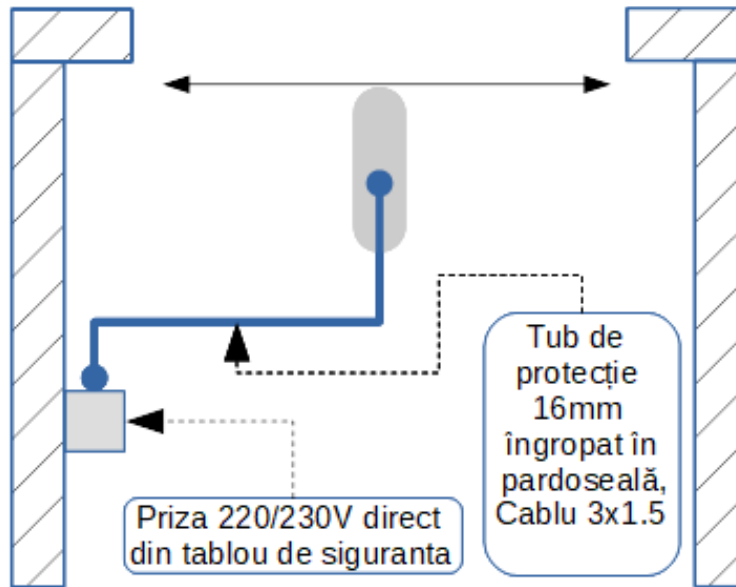 Tub de
protecție
16mm
îngropat în
pardoseală,
Cablu 3x1.5
Priza 220/230V direct
din tablou de siguranta